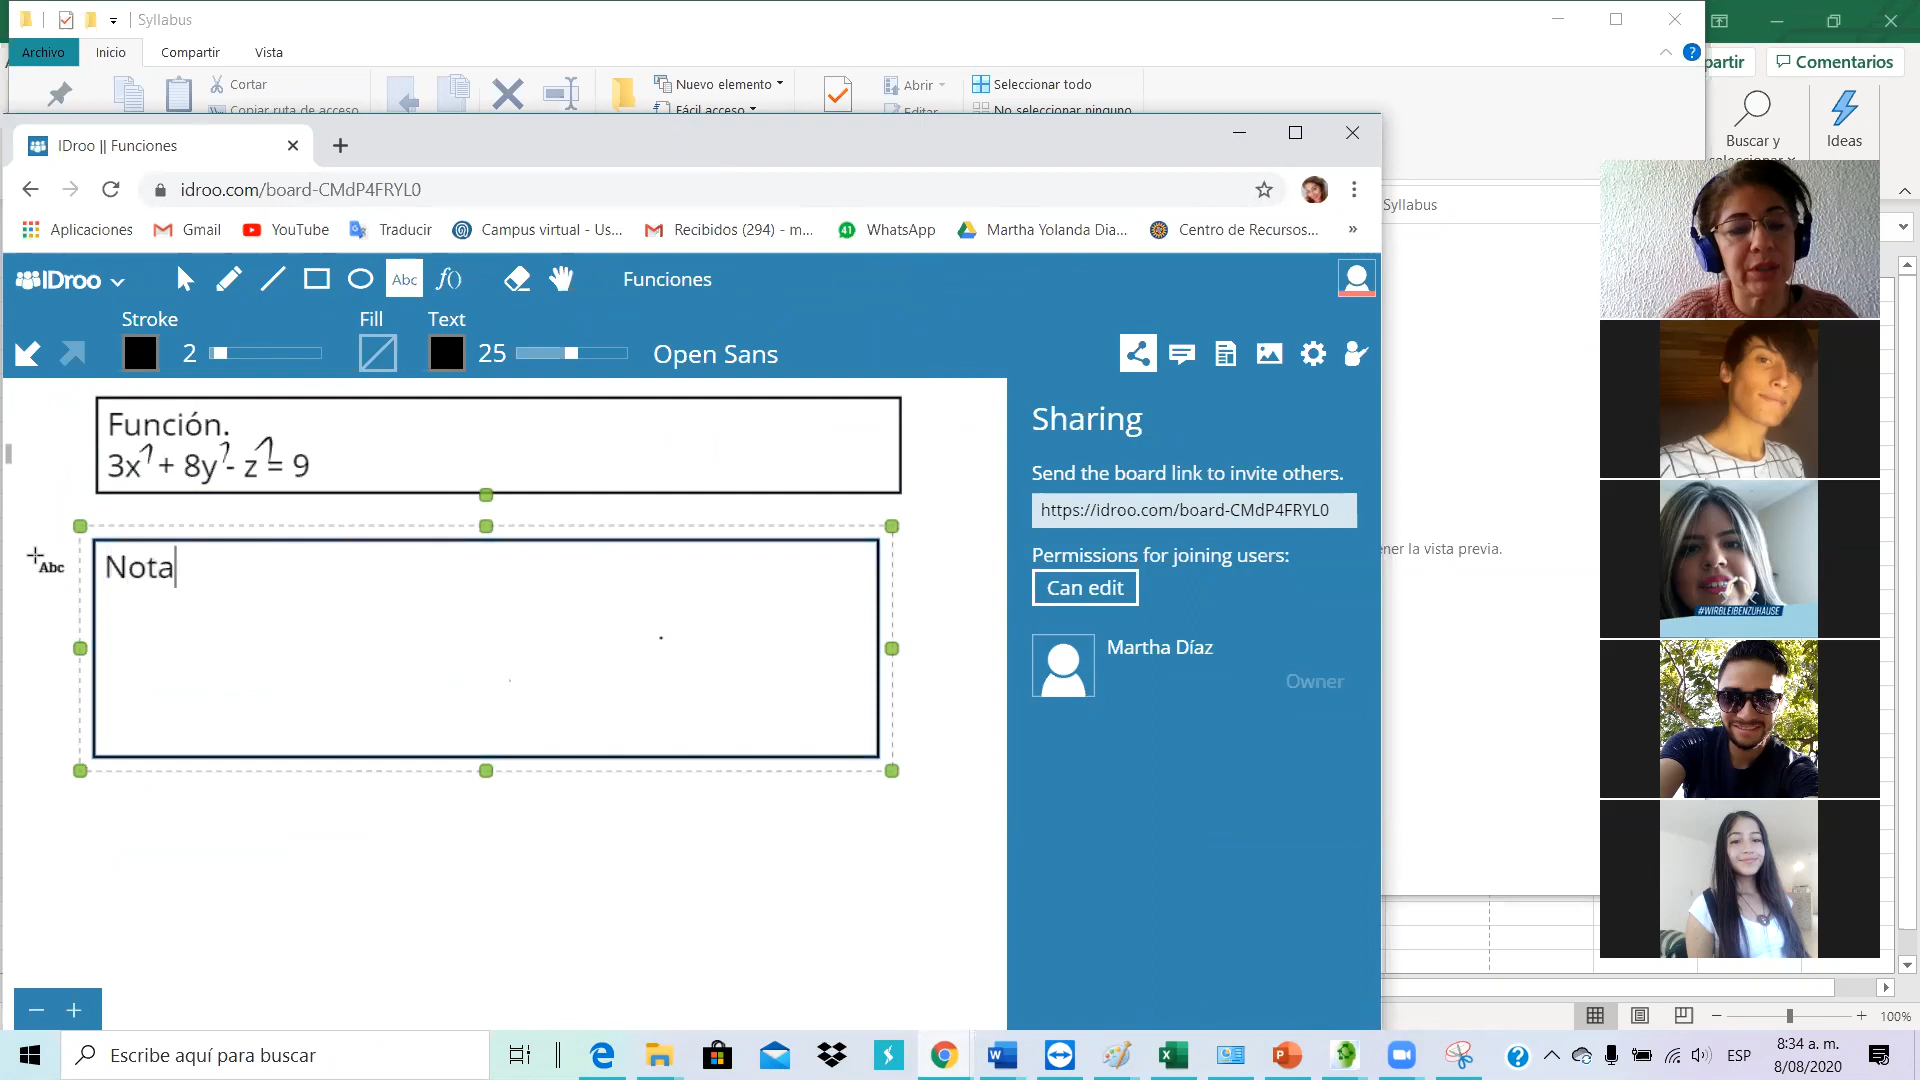 Syllabus
Archivo
Inicio
Compartir
Vista
Cortar
Copiar ruta de acceso
Nuevo elemento
Fácil acceso
Abrir
Editar
Seleccionar todo
No seleccionar ninguno
partir
Comentarios
Buscar y
seleccionar
Ideas
IDroo || Funciones
idroo.com/board-CMdP4FRYL0
Syllabus
Aplicaciones
Gmail
YouTube
Traducir
Campus virtual - Us...
Recibidos (294) - m...
41
WhatsApp
Martha Yolanda Dia...
Centro de Recursos...
»
IDroo
Abc
f()
Funciones
Stroke
Fill
Text
2
25
Open Sans
Función.
3x¹ + 8y¹ - z¹ = 9
Abc
Nota
Sharing
Send the board link to invite others.
https://idroo.com/board-CMdP4FRYL0
Permissions for joining users:
Can edit
Martha Díaz
Owner
ener la vista previa.
#WIRBLEIBENZUHAUSE
100%
Escribe aquí para buscar
ESP
8:34 a. m.
8/08/2020